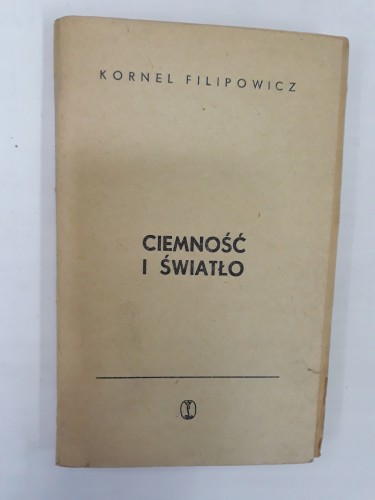 KORNEL FILIPOWICZ
CIEMNOŚĆ
I ŚWIATŁO